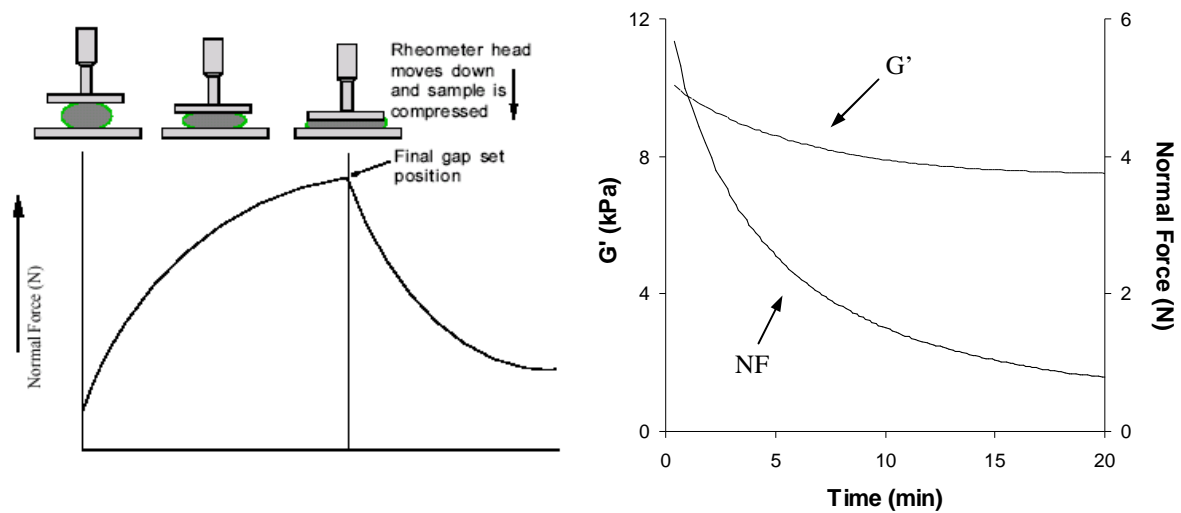 Rheometer head
moves down
and sample is
compressed
Final gap set
position
Normal Force (N)
12
8
4
0
G' (kPa)
G’
NF
6
4
2
0
Normal Force (N)
0
5
10
15
20
Time (min)